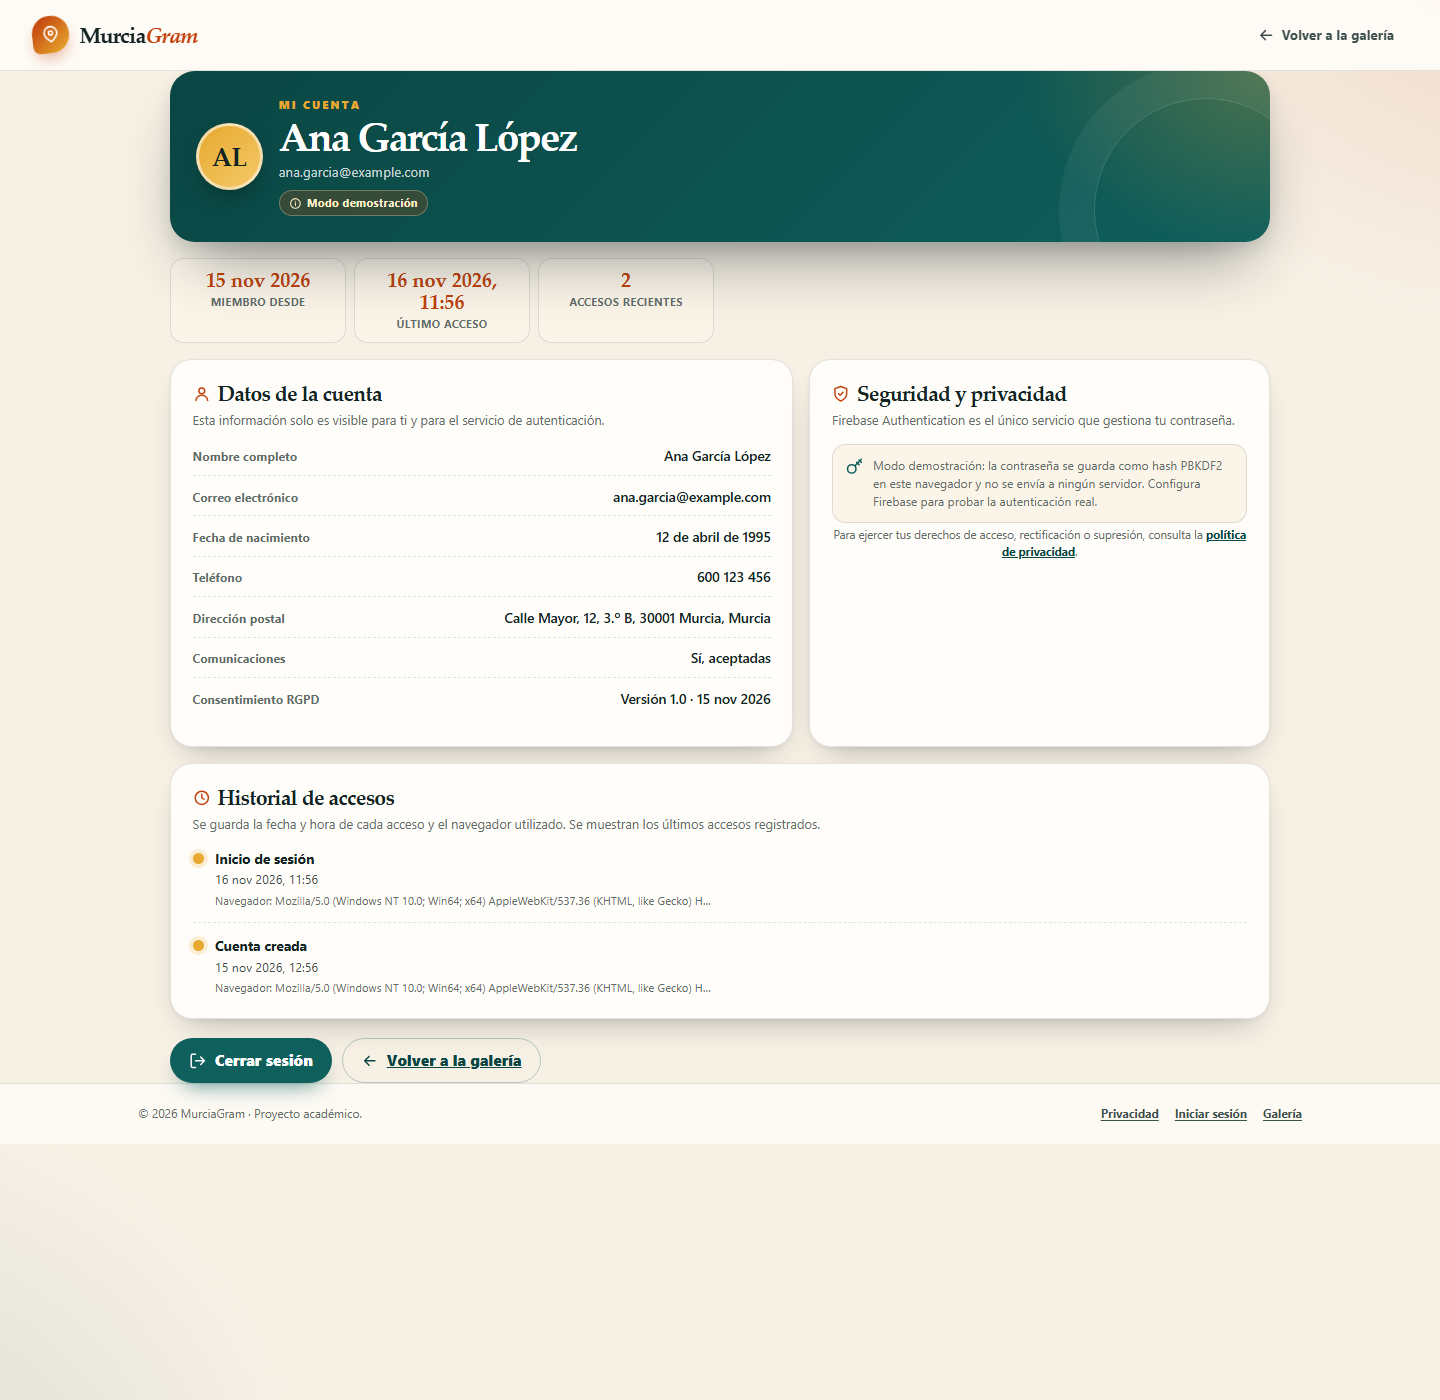 MurciaGram
Volver a la galería
MI CUENTA
AL
Ana García López
ana.garcia@example.com
Modo demostración
15 nov 2026
MIEMBRO DESDE
16 nov 2026,
11:56
ÚLTIMO ACCESO
2
ACCESOS RECIENTES
Datos de la cuenta
Esta información solo es visible para ti y para el servicio de autenticación.
Nombre completo Ana García López
Correo electrónico ana.garcia@example.com
Fecha de nacimiento 12 de abril de 1995
Teléfono 600 123 456
Dirección postal Calle Mayor, 12, 3.º B, 30001 Murcia, Murcia
Comunicaciones Sí, aceptadas
Consentimiento RGPD Versión 1.0 · 15 nov 2026
Seguridad y privacidad
Firebase Authentication es el único servicio que gestiona tu contraseña.
Modo demostración: la contraseña se guarda como hash PBKDF2
en este navegador y no se envía a ningún servidor. Configura
Firebase para probar la autenticación real.
Para ejercer tus derechos de acceso, rectificación o supresión, consulta la política
de privacidad.
Historial de accesos
Se guarda la fecha y hora de cada acceso y el navegador utilizado. Se muestran los últimos accesos registrados.
Inicio de sesión
16 nov 2026, 11:56
Navegador: Mozilla/5.0 (Windows NT 10.0; Win64; x64) AppleWebKit/537.36 (KHTML, like Gecko) H...
Cuenta creada
15 nov 2026, 12:56
Navegador: Mozilla/5.0 (Windows NT 10.0; Win64; x64) AppleWebKit/537.36 (KHTML, like Gecko) H...
Cerrar sesión
Volver a la galería
© 2026 MurciaGram · Proyecto académico.
Privacidad Iniciar sesión Galería